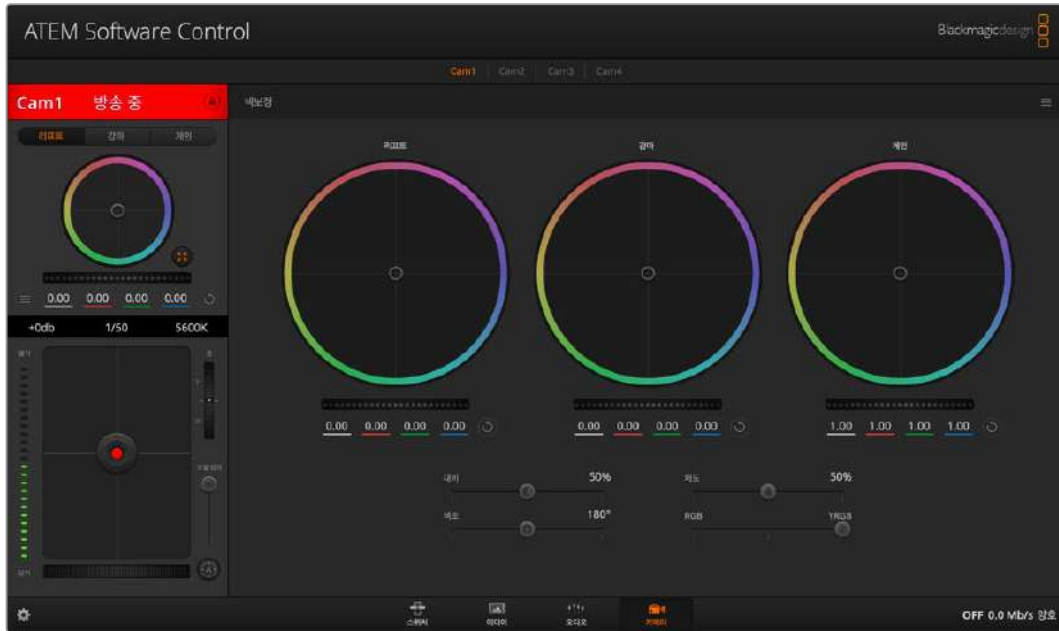 ATEM Software Control
Blackmagicdesign
Cam1 Cam2 Cam3 Cam4
Cam1 방송 중
색보정
리프트 감마 게인
0.00 0.00 0.00 0.00
+0db 1/50 5600K
리프트
0.00 0.00 0.00 0.00
감마
0.00 0.00 0.00 0.00
게인
1.00 1.00 1.00 1.00
대비 50%
색조 180°
채도 50%
RGB YRGB
스위처 미디어 오디오 카메라
OFF 0.0 Mb/s 양호